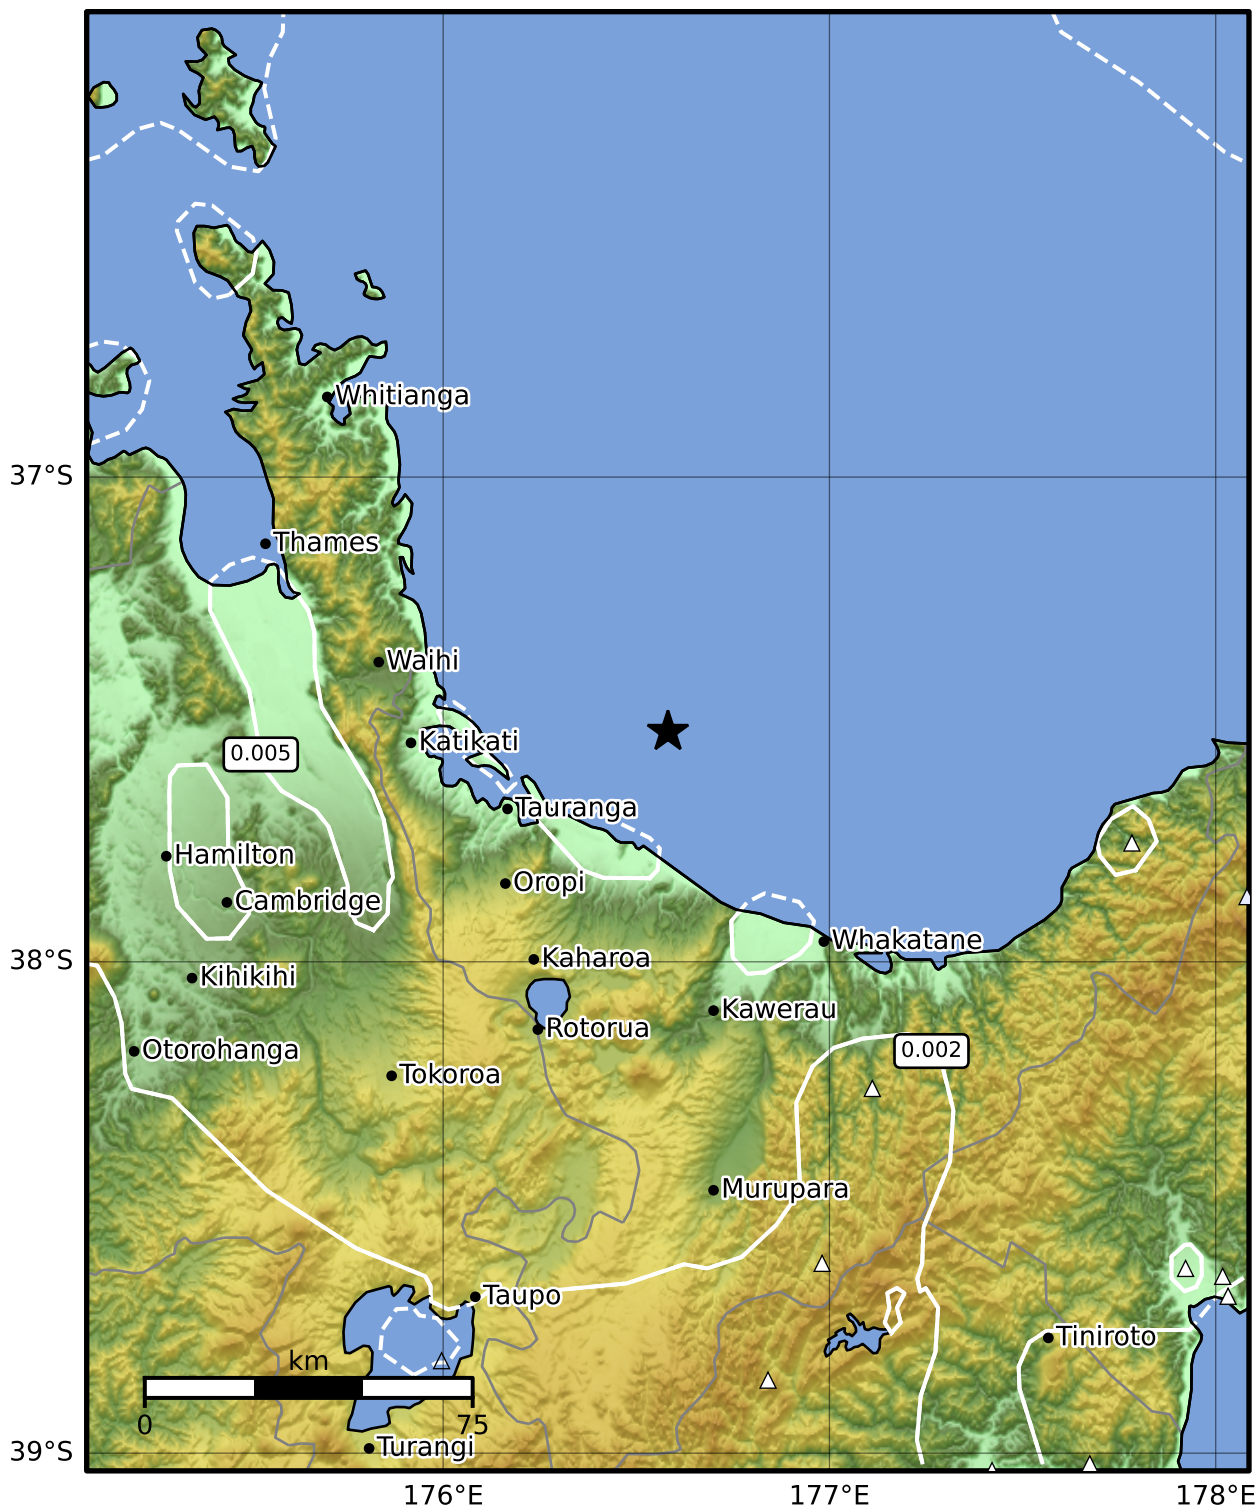 Whitianga
37°S
Thames
Waihi
Katikati
0.005
Tauranga
Hamilton
Oropi
Cambridge
Whakatane
38°S
Kaharoa
Kihikihi
Kawerau
Rotorua
Otorohanga
0.002
Tokoroa
Murupara
Taupo
Tiniroto
km
0
75
Turangi
39°S
176°E
177°E
178°E